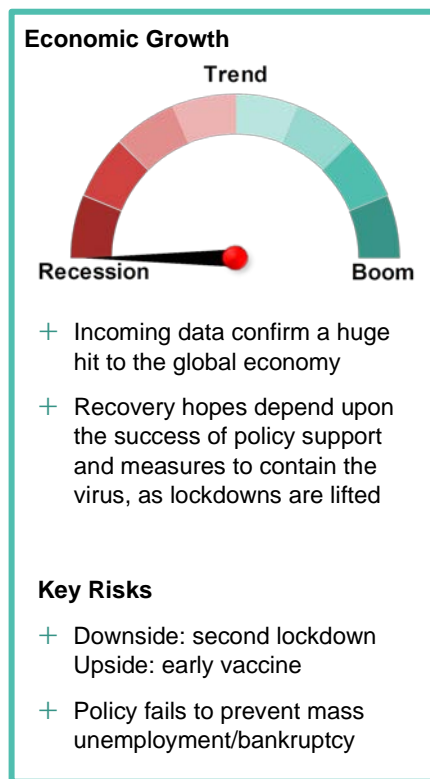 Economic Growth
Trend
Recession
Boom
+ Incoming data confirm a huge
hit to the global economy
+ Recovery hopes depend upon
the success of policy support
and measures to contain the
virus, as lockdowns are lifted
Key Risks
+ Downside: second lockdown
Upside: early vaccine
+ Policy fails to prevent mass
unemployment/bankruptcy